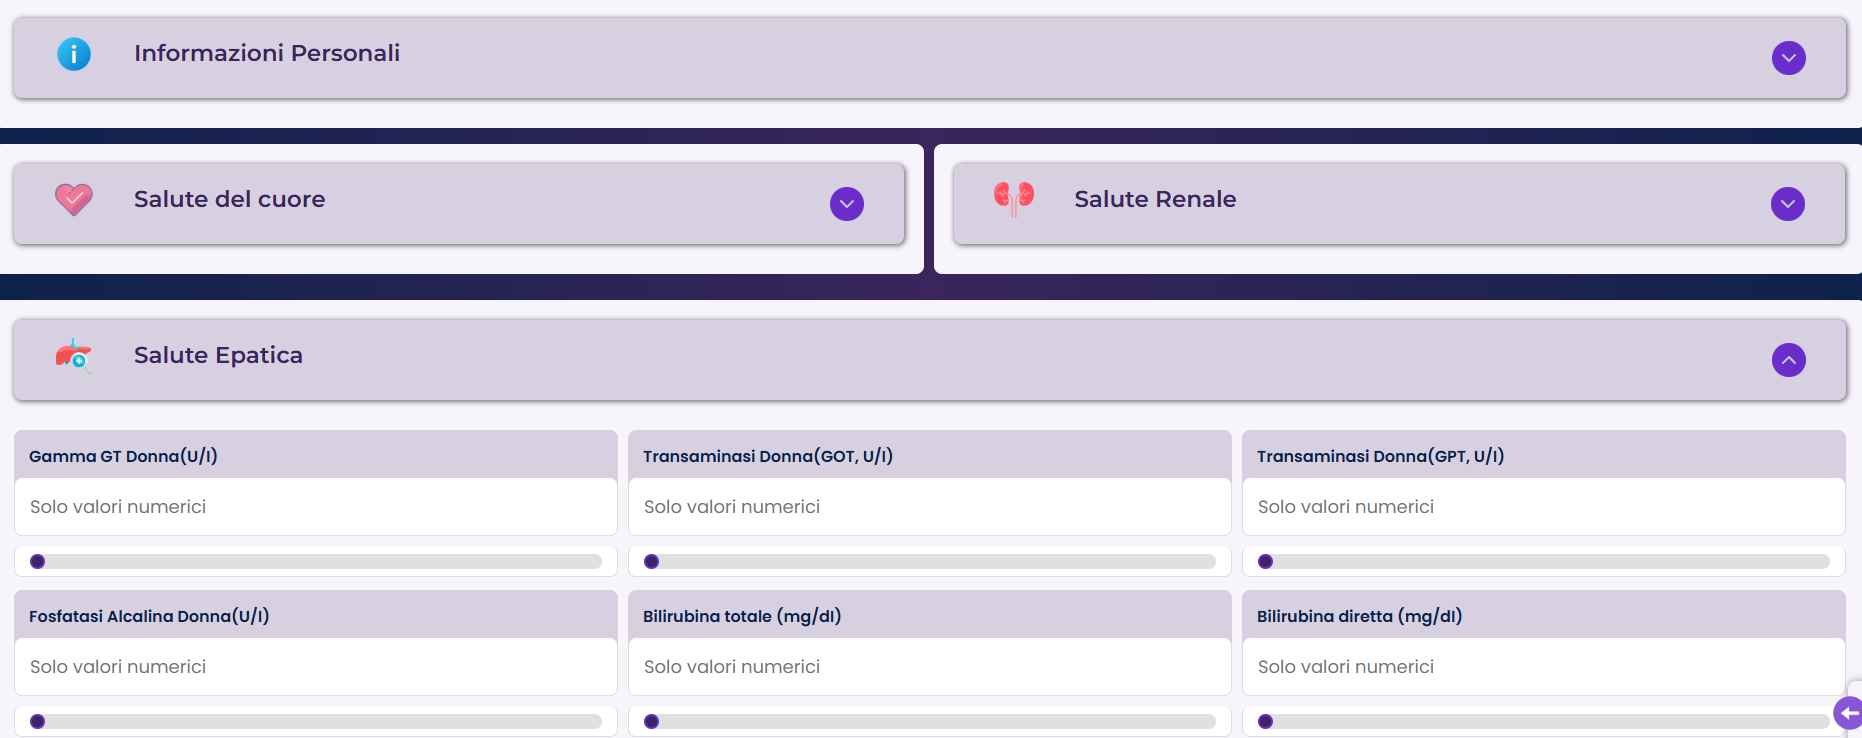 Informazioni Personali
Salute del cuore
Salute Renale
Salute Epatica
Gamma GT Donna(U/I)
Transaminasi Donna(GOT, U/I)
Transaminasi Donna(GPT, U/I)
Solo valori numerici
Solo valori numerici
Solo valori numerici
Fosfatasi Alcalina Donna(U/I)
Bilirubina totale (mg/dl)
Bilirubina diretta (mg/dl)
Solo valori numerici
Solo valori numerici
Solo valori numerici